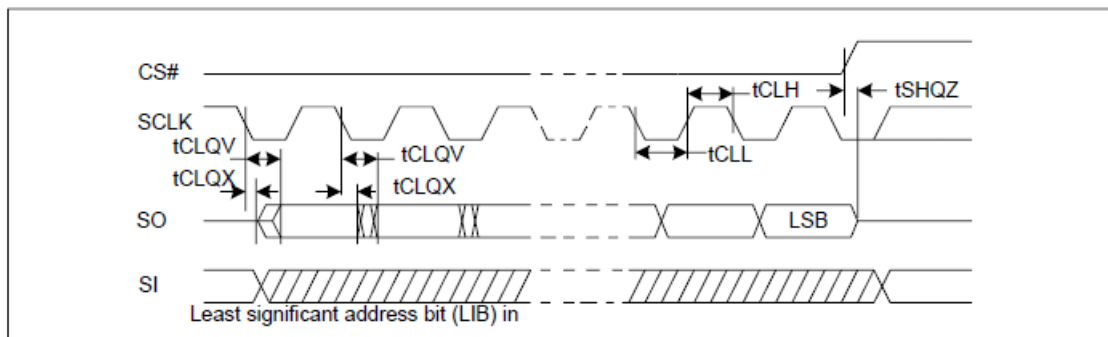 CS#
tCLH
tSHQZ
SCLK
tCLQV
tCLQV
tCLL
tCLQX
tCLQX
SO
LSB
SI
Least significant address bit (LIB) in